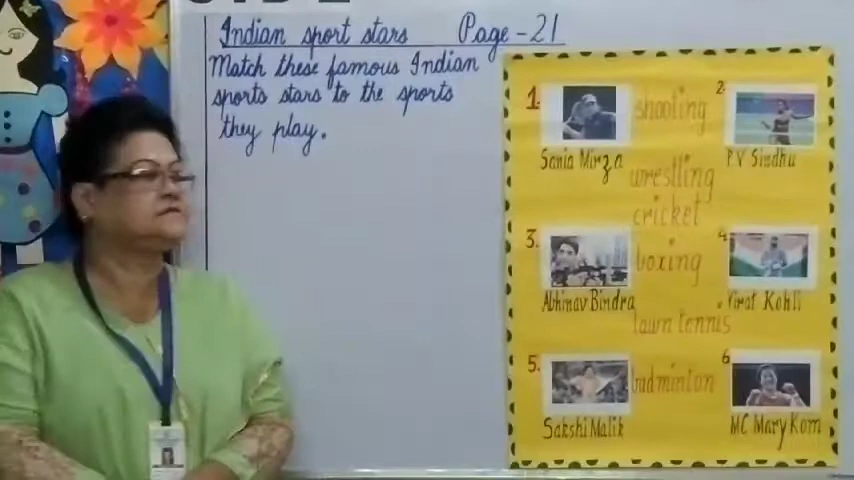 Indian sport stars Page - 21
Match these famous Indian
sports stars to the sports
they play.
1.
2.
shooting
Sania Mirza
P V Sindhu
wrestling
cricket
3.
4.
boxing
Abhinav Bindra
Virat Kohli
lawn tennis
5.
6
badminton
Sakshi Malik
MC Mary Kom